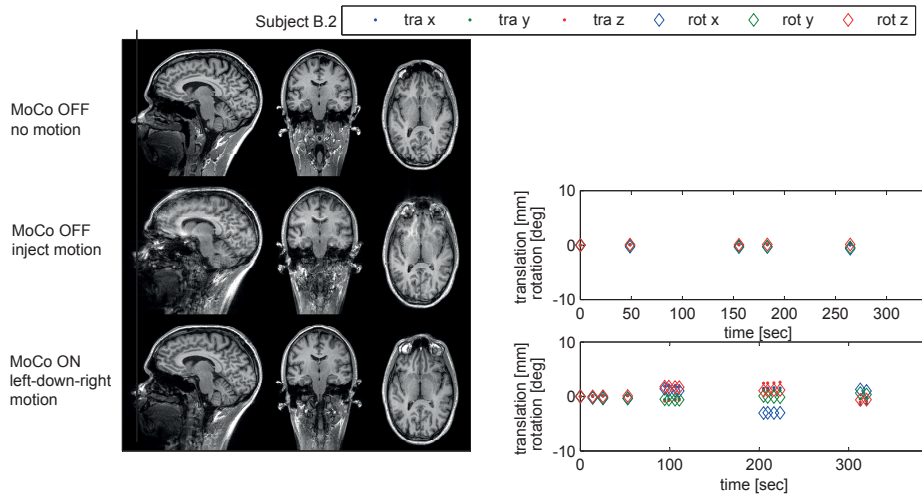 Subject B.2
tra x tra y tra z rot x rot y rot z
MoCo OFF
no motion
MoCo OFF
inject motion
MoCo ON
left-down-right
motion
translation [mm]
rotation [deg]
10
0
-10
0 50 100 150 200 250 300
time [sec]
translation [mm]
rotation [deg]
10
0
-10
0 100 200 300
time [sec]